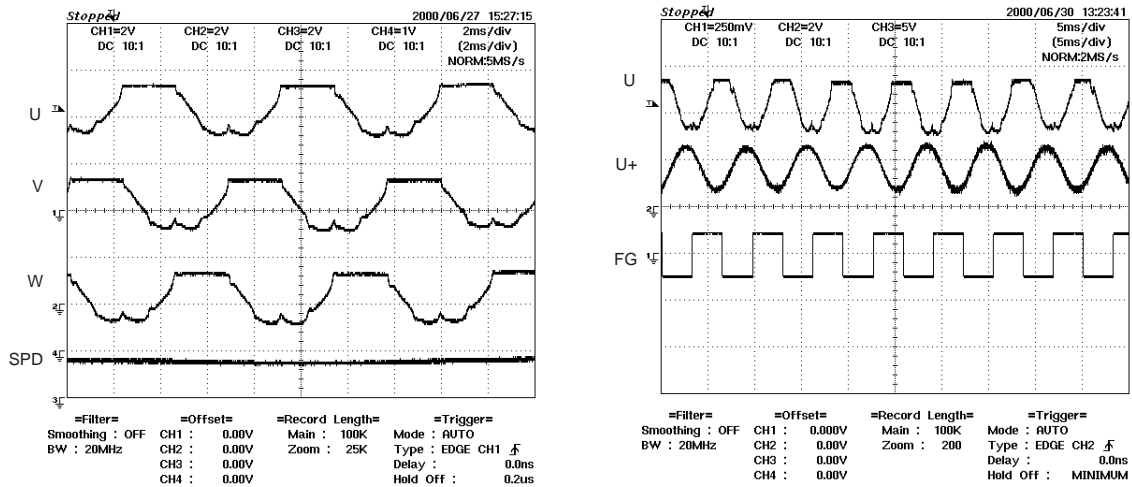 Stopped
2000/06/27 15:27:15
CH1=2V CH2=2V CH3=2V CH4=1V 2ms/div
DC 10:1 DC 10:1 DC 10:1 DC 10:1 (2ms/div)
NORM:5MS/s
U
V
1
W
2
SPD
4
3
=Filter= =Offset= =Record Length= =Trigger=
Smoothing : OFF CH1 : 0.00V Main : 100K Mode : AUTO
BW : 20MHz CH2 : 0.00V Zoom : 25K Type : EDGE CH1
CH3 : 0.00V Delay : 0.0ns
CH4 : 0.00V Hold Off : 0.2us
Stopped
2000/06/30 13:23:41
CH1=250mV CH2=2V CH3=5V 5ms/div
DC 10:1 DC 10:1 DC 10:1 (5ms/div)
NORM:2MS/s
U
U+
2
FG
1
=Filter= =Offset= =Record Length= =Trigger=
Smoothing : OFF CH1 : 0.000V Main : 100K Mode : AUTO
BW : 20MHz CH2 : 0.00V Zoom : 200 Type : EDGE CH2
CH3 : 0.00V Delay : 0.0ns
CH4 : 0.00V Hold Off : MINIMUM